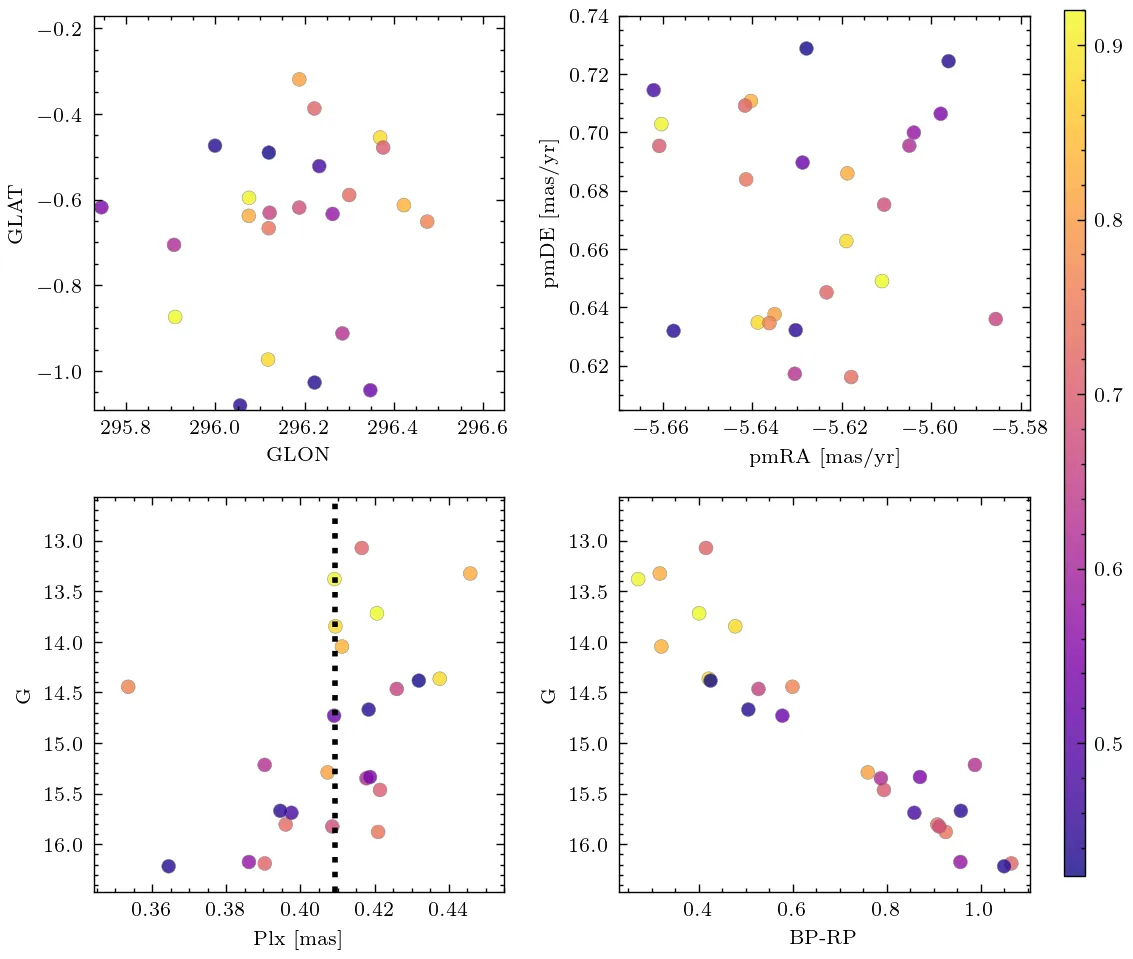 −0.2
−0.4
−0.6
−0.8
−1.0
GLAT
295.8 296.0 296.2 296.4 296.6
GLON
0.74
0.72
0.70
0.68
0.66
0.64
0.62
pmDE [mas/yr]
−5.66 −5.64 −5.62 −5.60 −5.58
pmRA [mas/yr]
13.0
13.5
14.0
14.5
15.0
15.5
16.0
G
0.36 0.38 0.40 0.42 0.44
Plx [mas]
13.0
13.5
14.0
14.5
15.0
15.5
16.0
G
0.4 0.6 0.8 1.0
BP-RP
0.9
0.8
0.7
0.6
0.5